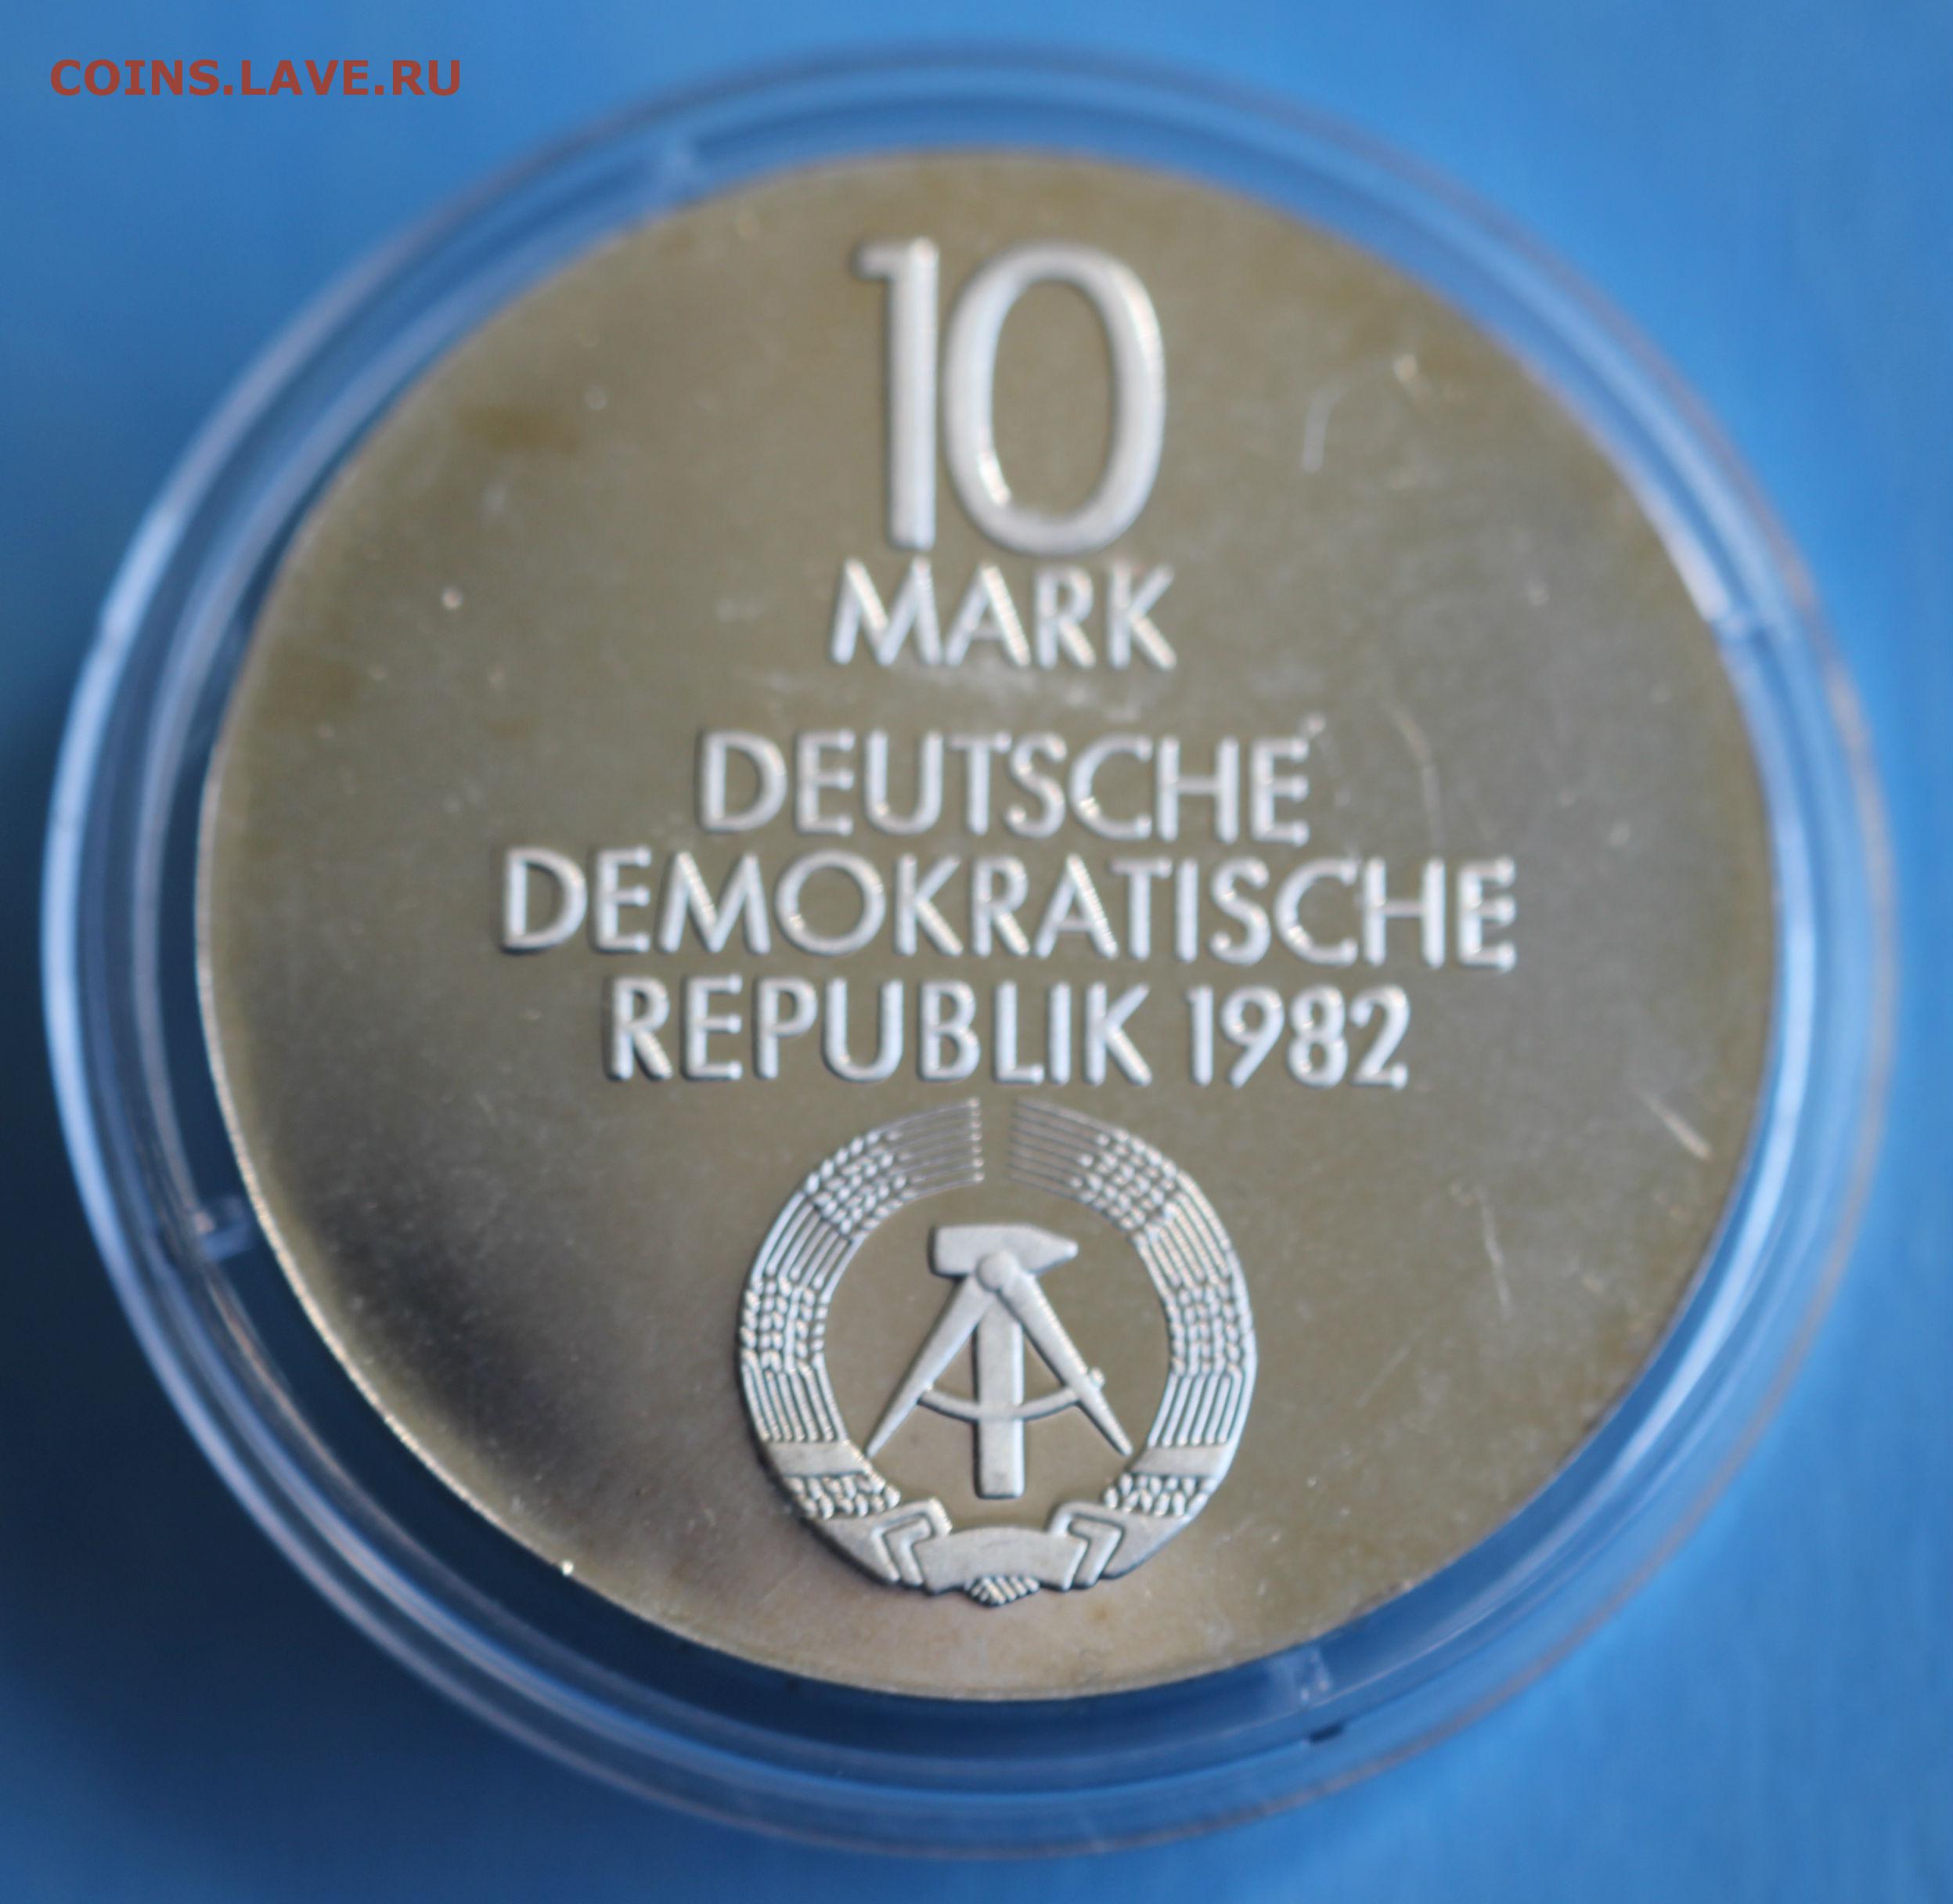 COINS.LAVE.RU
10
MARK
DEUTSCHE
DEMOKRATISCHE
REPUBLIK 1982